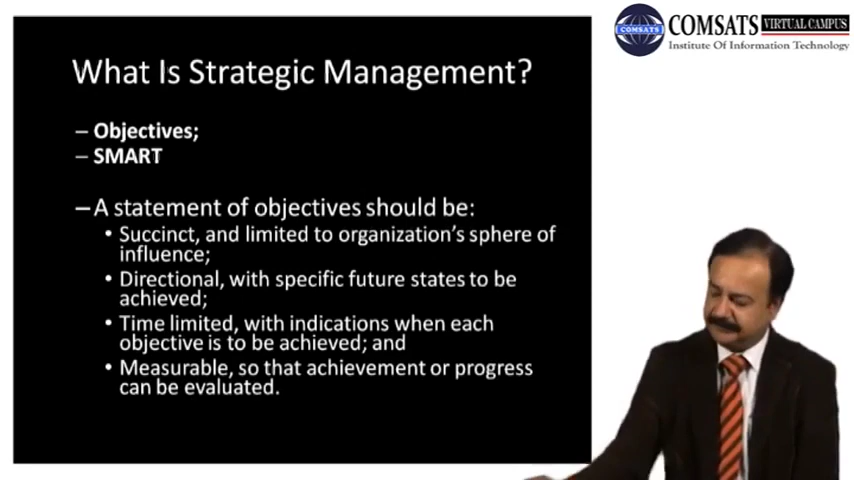 COMSATS VIRTUAL CAMPUS
COMSATS
Institute Of Information Technology
What Is Strategic Management?
– Objectives;
– SMART
– A statement of objectives should be:
• Succinct, and limited to organization's sphere of
influence;
• Directional, with specific future states to be
achieved;
• Time limited, with indications when each
objective is to be achieved; and
• Measurable, so that achievement or progress
can be evaluated.